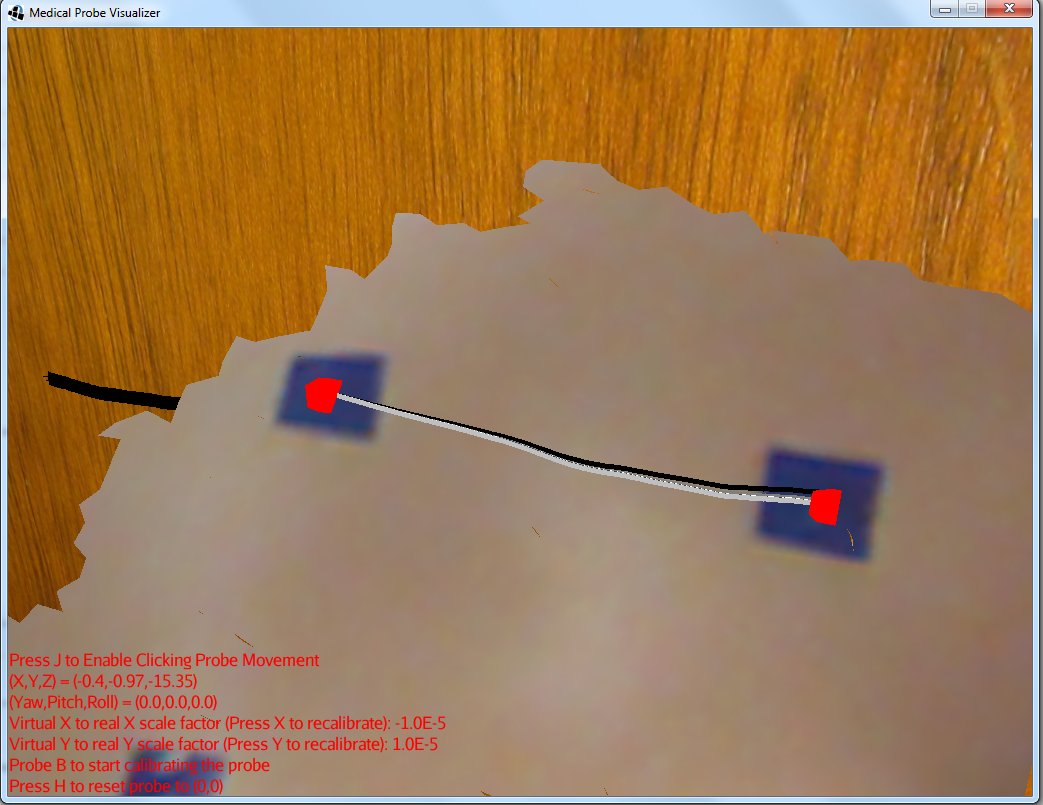 Medical Probe Visualizer
Press J to Enable Clicking Probe Movement
(X,Y,Z) = (-0.4,-0.97,-15.35)
(Yaw,Pitch,Roll) = (0.0,0.0,0.0)
Virtual X to real X scale factor (Press X to recalibrate): -1.0E-5
Virtual Y to real Y scale factor (Press Y to recalibrate): 1.0E-5
Probe B to start calibrating the probe
Press H to reset probe to (0,0)